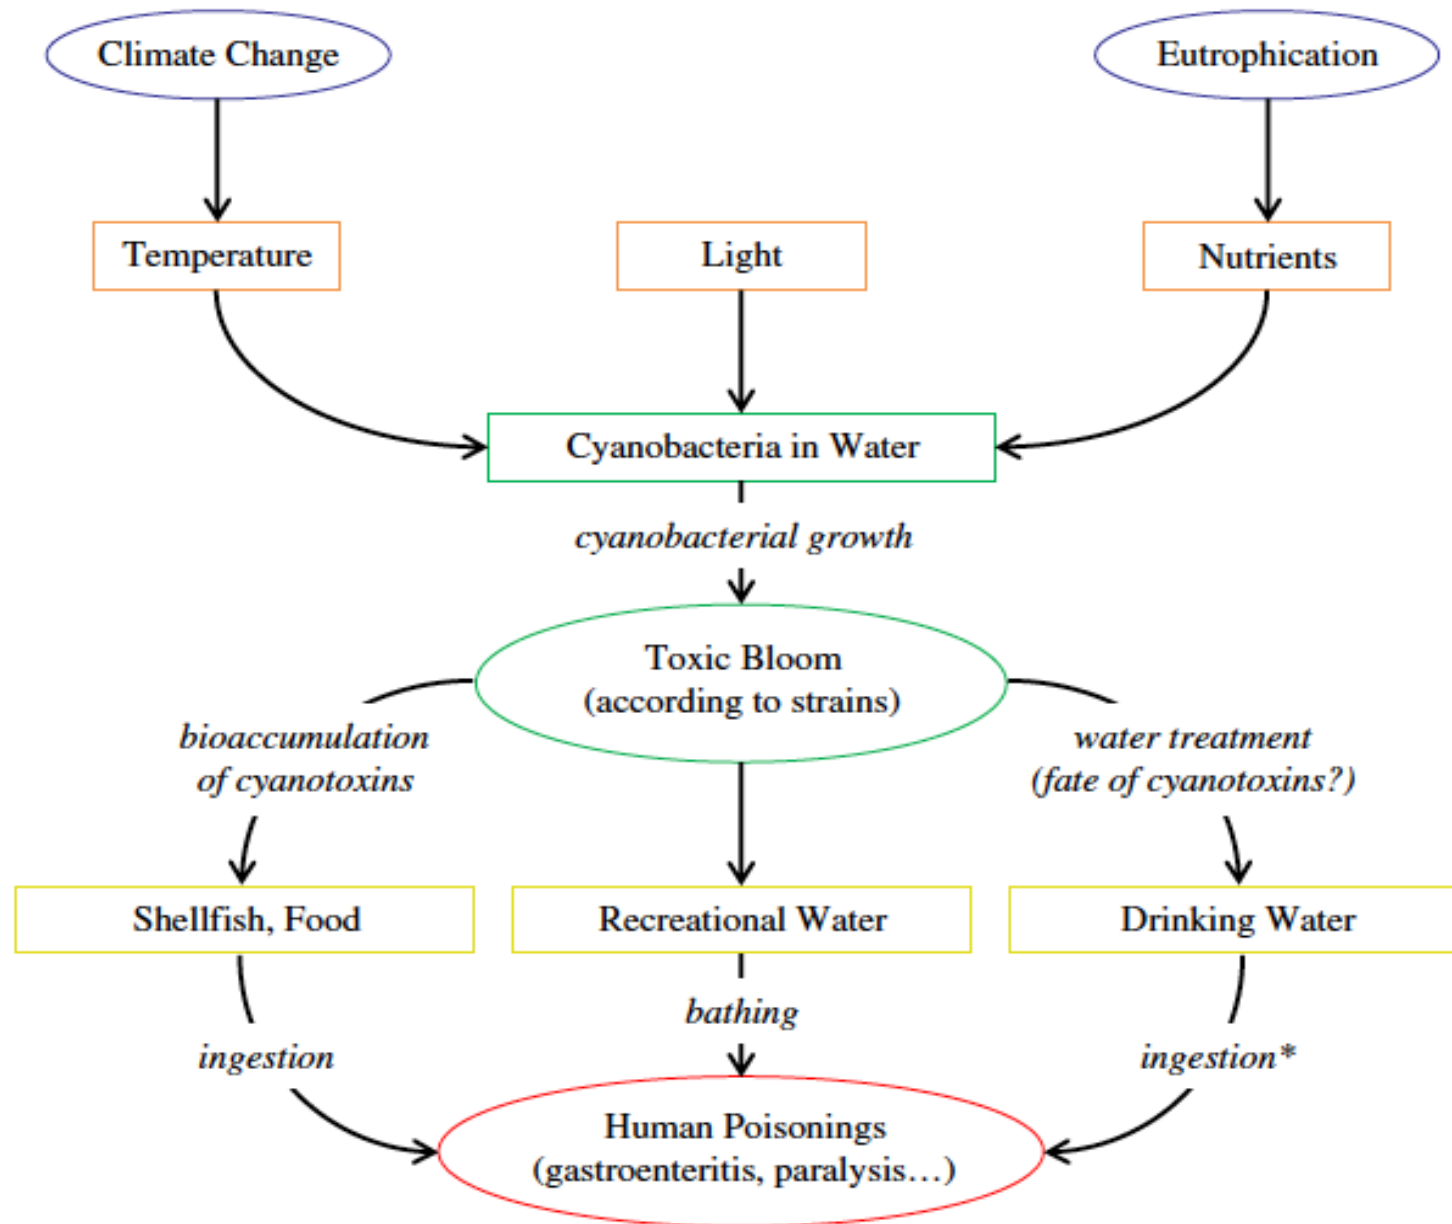 Climate Change
Eutrophication
Temperature
Light
Nutrients
Cyanobacteria in Water
cyanobacterial growth
Toxic Bloom
(according to strains)
bioaccumulation
of cyanotoxins
water treatment
(fate of cyanotoxins?)
Shellfish, Food
Recreational Water
Drinking Water
bathing
ingestion
ingestion*
Human Poisonings
(gastroenteritis, paralysis…)